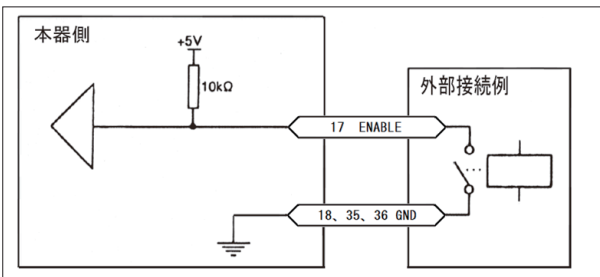 本器側
+5V
10kΩ
外部接続例
17 ENABLE
18、35、36 GND